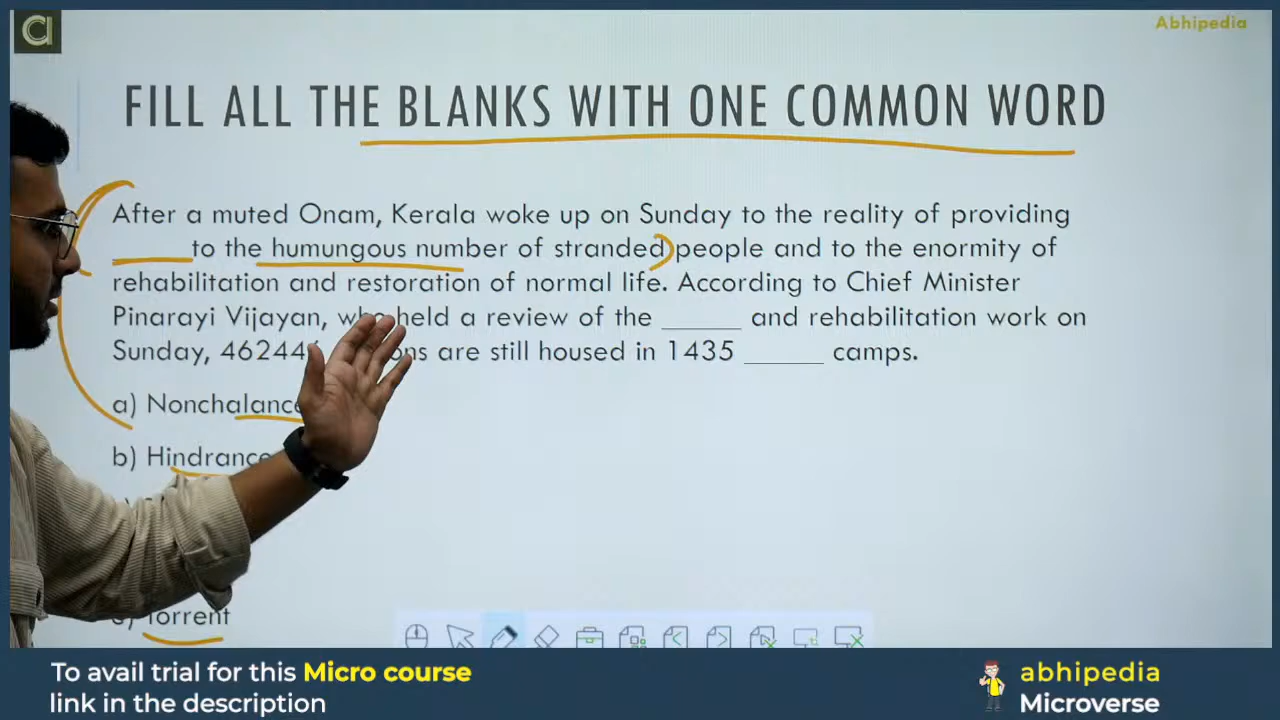 Abhipedia
FILL ALL THE BLANKS WITH ONE COMMON WORD
After a muted Onam, Kerala woke up on Sunday to the reality of providing
______ to the humungous number of stranded people and to the enormity of
rehabilitation and restoration of normal life. According to Chief Minister
Pinarayi Vijayan, who held a review of the ______ and rehabilitation work on
Sunday, are still housed in 1435 ______ camps.
a) Nonchalance
b) Hindrance
Torrent
To avail trial for this Micro course
link in the description
abhipedia
Microverse